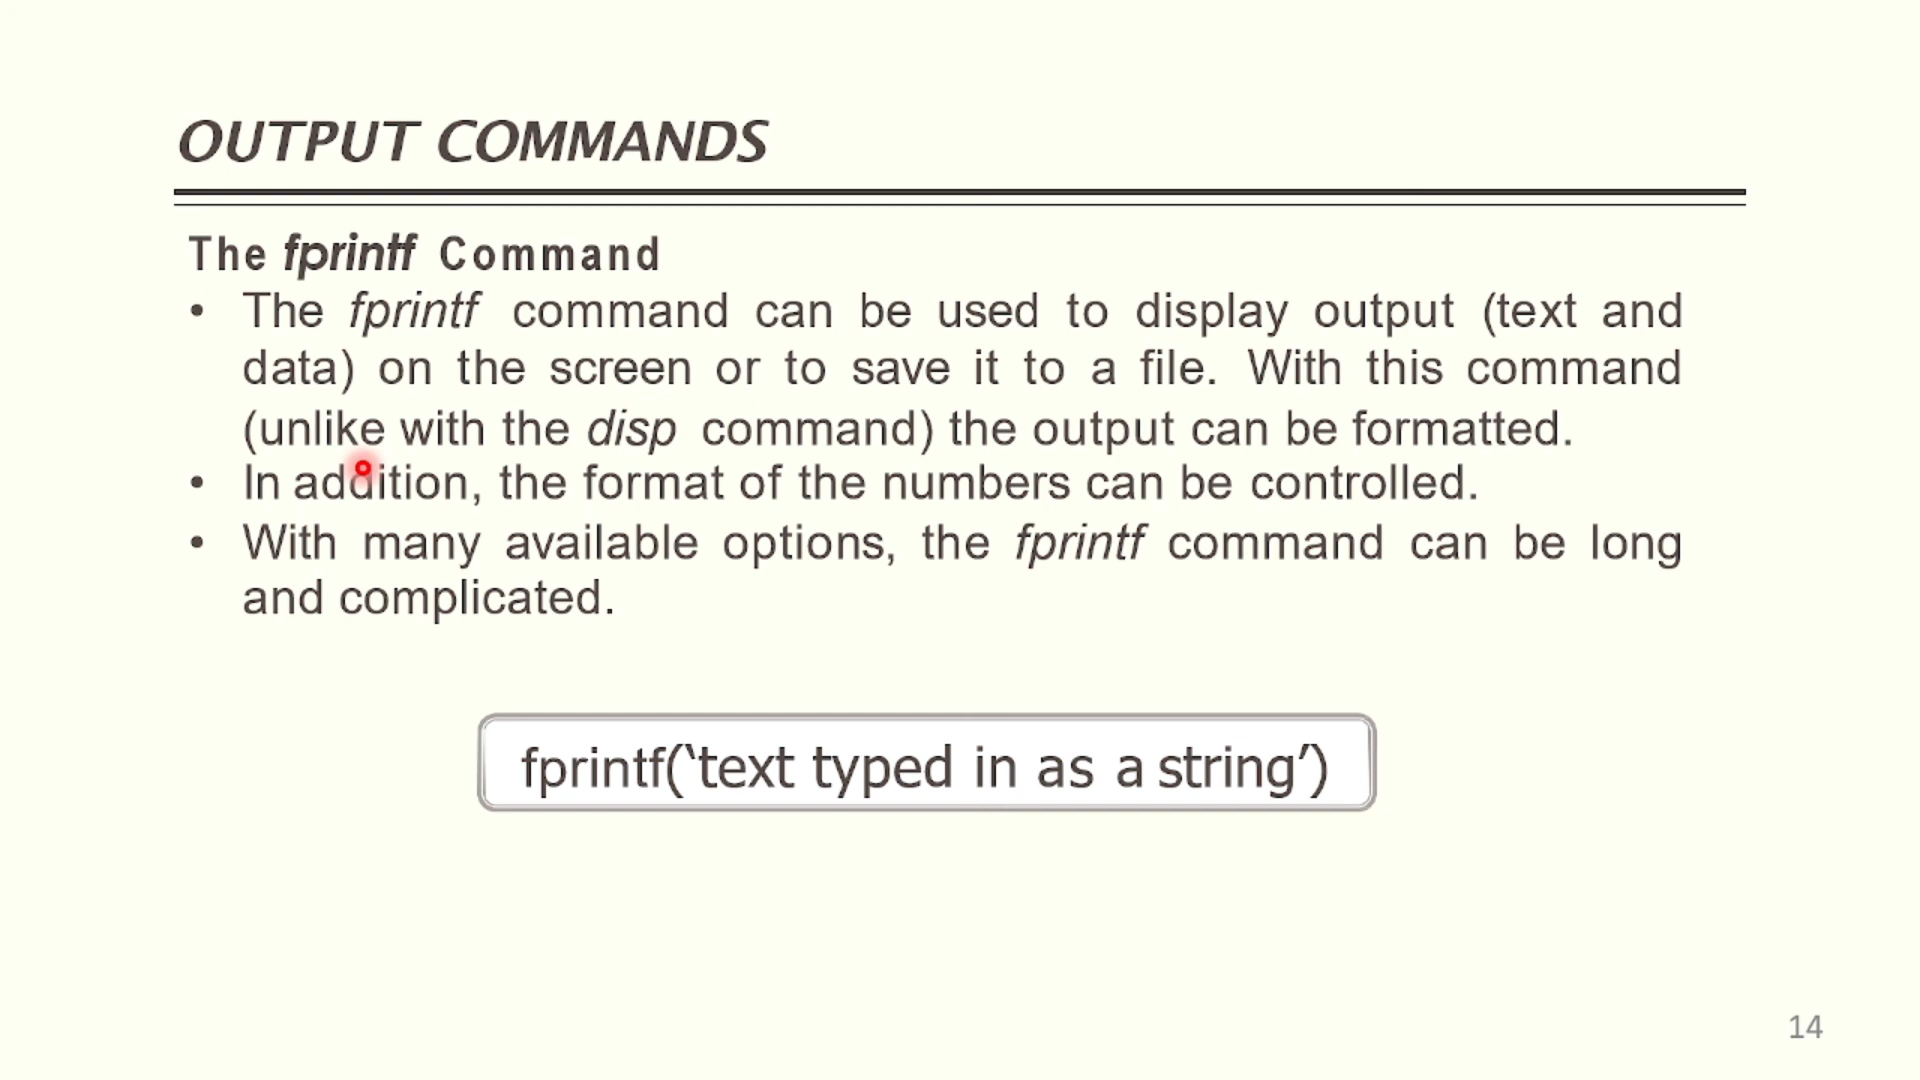 OUTPUT COMMANDS
The fprintf Command
• The fprintf command can be used to display output (text and
data) on the screen or to save it to a file. With this command
(unlike with the disp command) the output can be formatted.
• In addition, the format of the numbers can be controlled.
• With many available options, the fprintf command can be long
and complicated.
fprintf(‘text typed in as a string’)
14